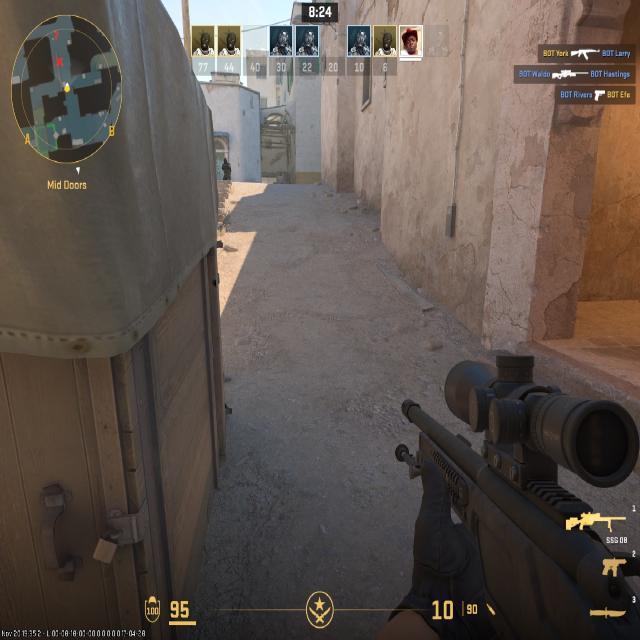 8:24
77 44 40 30 22 20 10 6
BOT York BOT Larry
BOT Waldo BOT Hastings
BOT Rivera BOT Efe
A
B
Mid Doors
1
SSG 08
2
3
100 95
10 | 90